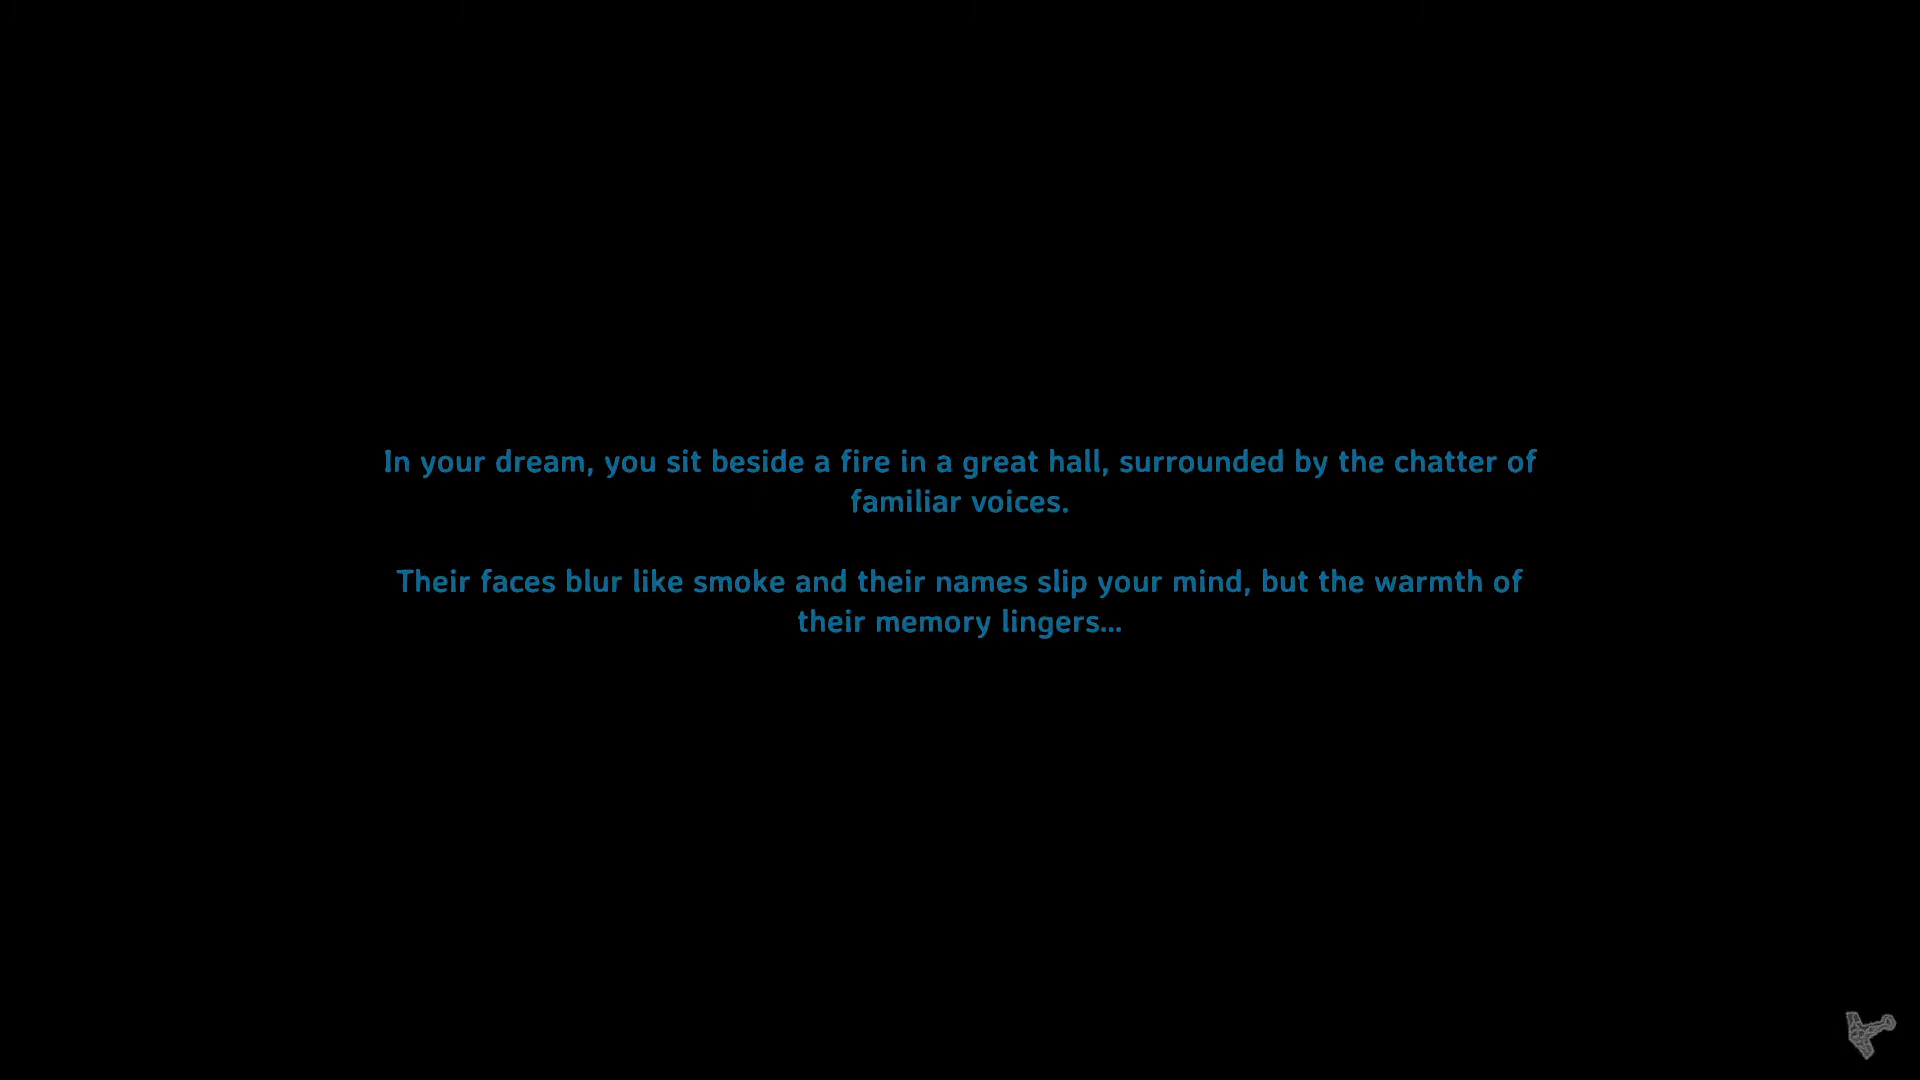 In your dream, you sit beside a fire in a great hall, surrounded by the chatter of
familiar voices.
Their faces blur like smoke and their names slip your mind, but the warmth of
their memory lingers...